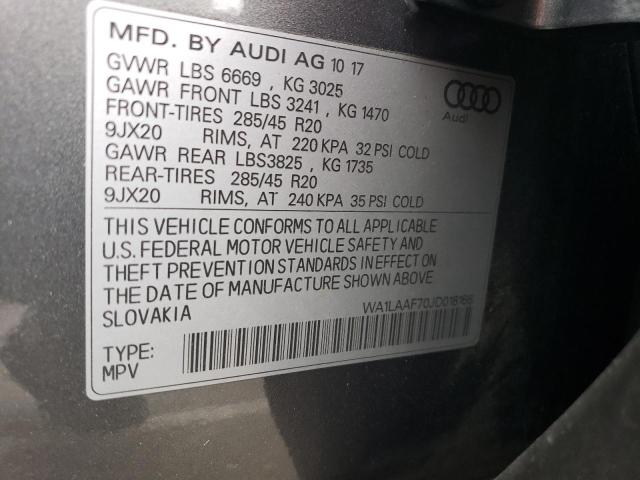 MFD. BY AUDI AG 10 17
GVWR LBS 6669 , KG 3025
GAWR FRONT LBS 3241 , KG 1470
FRONT-TIRES 285/45 R20
9JX20 RIMS, AT 220 KPA 32 PSI COLD
GAWR REAR LBS3825 , KG 1735
REAR-TIRES 285/45 R20
9JX20 RIMS, AT 240 KPA 35 PSI COLD
Audi
THIS VEHICLE CONFORMS TO ALL APPLICABLE
U.S. FEDERAL MOTOR VEHICLE SAFETY AND
THEFT PREVENTION STANDARDS IN EFFECT ON
THE DATE OF MANUFACTURE SHOWN ABOVE
SLOVAKIA
WA1LAAF70JD018166
TYPE:
MPV